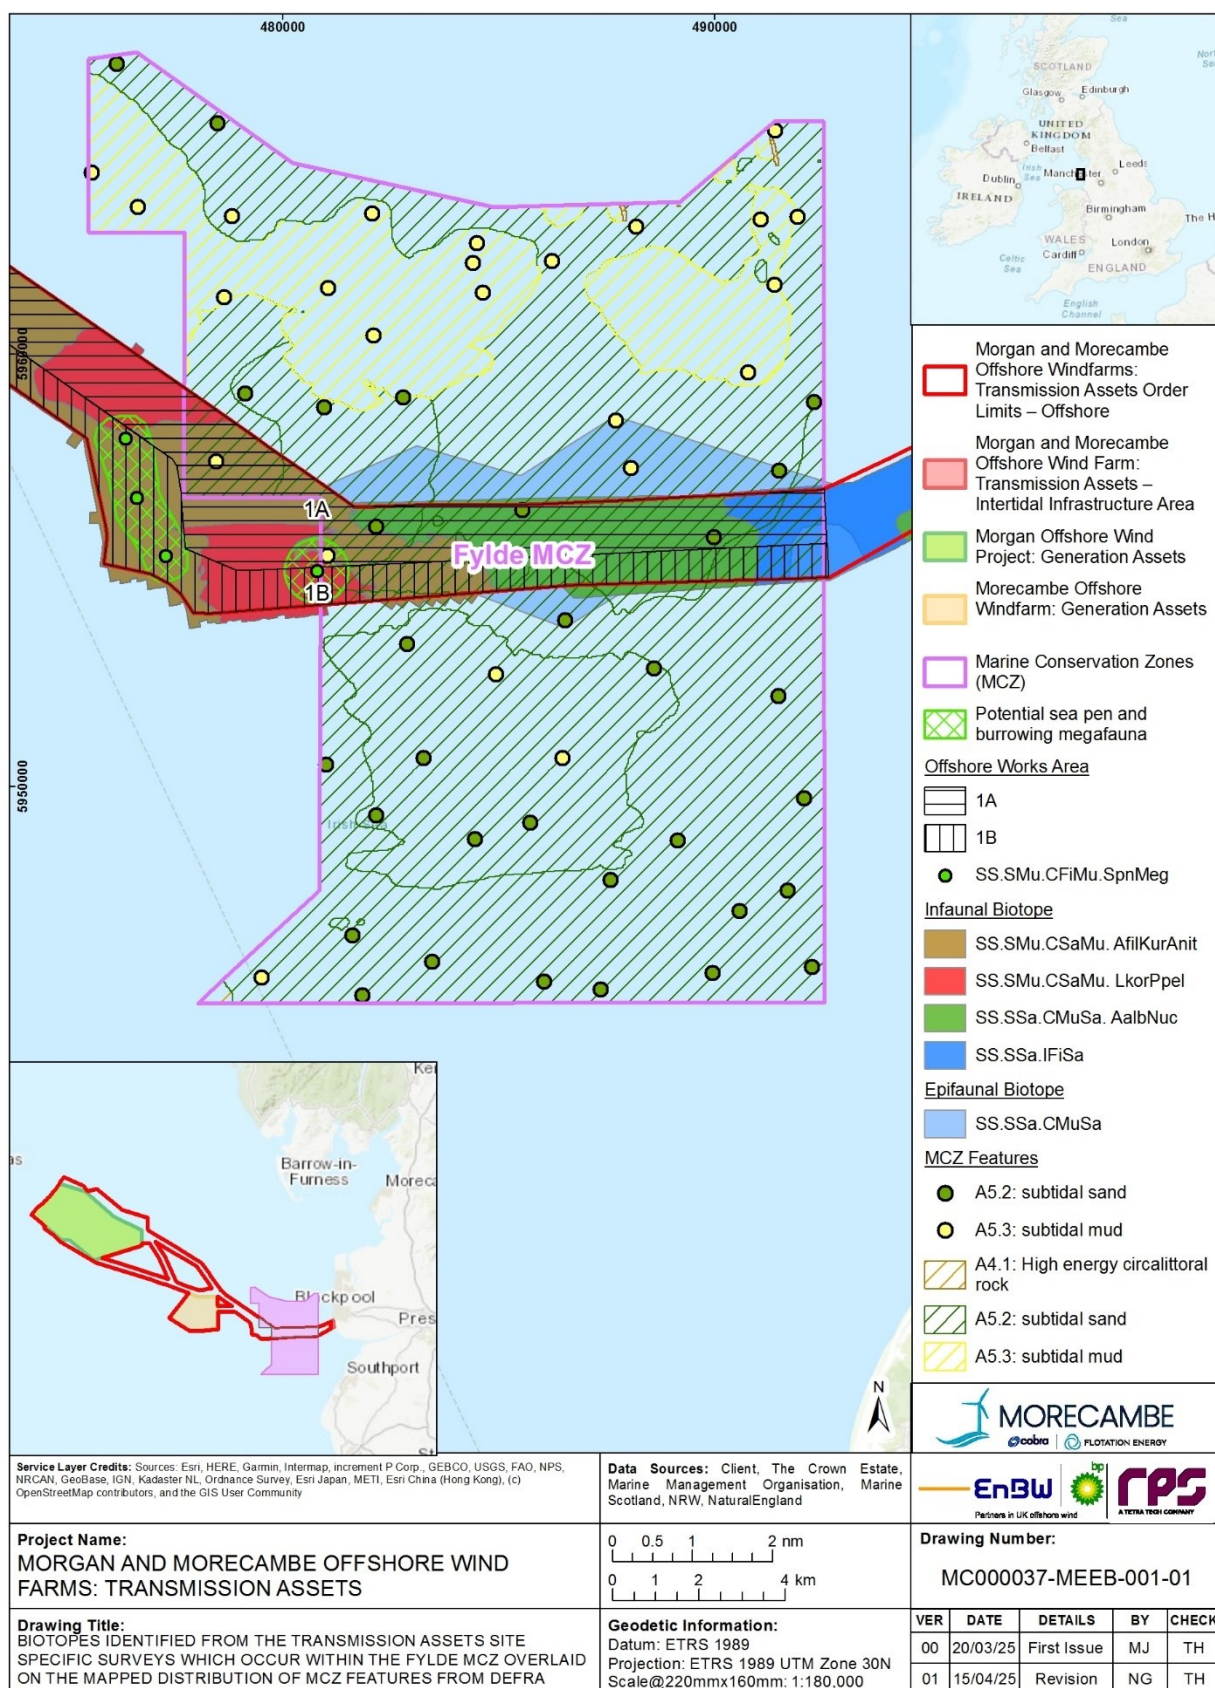 480000
490000
5960000
5950000
1A
Fylde MCZ
1B
SCOTLAND
Glasgow
Edinburgh
UNITED
KINGDOM
Belfast
Irish
Sea
Dublin
IRELAND
Manchester
Leeds
Birmingham
WALES
Cardiff
London
Celtic
Sea
ENGLAND
English
Channel
Sea
The H
Morgan and Morecambe
Offshore Windfarms:
Transmission Assets Order
Limits – Offshore
Morgan and Morecambe
Offshore Wind Farm:
Transmission Assets –
Intertidal Infrastructure Area
Morgan Offshore Wind
Project: Generation Assets
Morecambe Offshore
Windfarm: Generation Assets
Marine Conservation Zones
(MCZ)
Potential sea pen and
burrowing megafauna
Offshore Works Area
1A
1B
SS.SMu.CFiMu.SpnMeg
Infaunal Biotope
SS.SMu.CSaMu. AfilKurAnit
SS.SMu.CSaMu. LkorPpel
SS.SSa.CMuSa. AalbNuc
SS.SSa.IFiSa
Epifaunal Biotope
SS.SSa.CMuSa
MCZ Features
A5.2: subtidal sand
A5.3: subtidal mud
A4.1: High energy circalittoral
rock
A5.2: subtidal sand
A5.3: subtidal mud
Barrow-in-
Furness
Moreca
Blackpool
Pres
Southport
N
MORECAMBE
cobra
FLOTATION ENERGY
Service Layer Credits: Sources: Esri, HERE, Garmin, Intermap, increment P Corp., GEBCO, USGS, FAO, NPS,
NRCAN, GeoBase, IGN, Kadaster NL, Ordnance Survey, Esri Japan, METI, Esri China (Hong Kong), (c)
OpenStreetMap contributors, and the GIS User Community
Data Sources: Client, The Crown Estate,
Marine Management Organisation, Marine
Scotland, NRW, NaturalEngland
EnBW
Partners in UK offshore wind
bp
rps
A TETRA TECH COMPANY
Project Name:
MORGAN AND MORECAMBE OFFSHORE WIND
FARMS: TRANSMISSION ASSETS
0 0.5 1 2 nm
0 1 2 4 km
Drawing Number:
MC000037-MEEB-001-01
Drawing Title:
BIOTOPES IDENTIFIED FROM THE TRANSMISSION ASSETS SITE
SPECIFIC SURVEYS WHICH OCCUR WITHIN THE FYLDE MCZ OVERLAID
ON THE MAPPED DISTRIBUTION OF MCZ FEATURES FROM DEFRA
Geodetic Information:
Datum: ETRS 1989
Projection: ETRS 1989 UTM Zone 30N
Scale@220mmx160mm: 1:180,000
VER DATE DETAILS BY CHECK
00 20/03/25 First Issue MJ TH
01 15/04/25 Revision NG TH